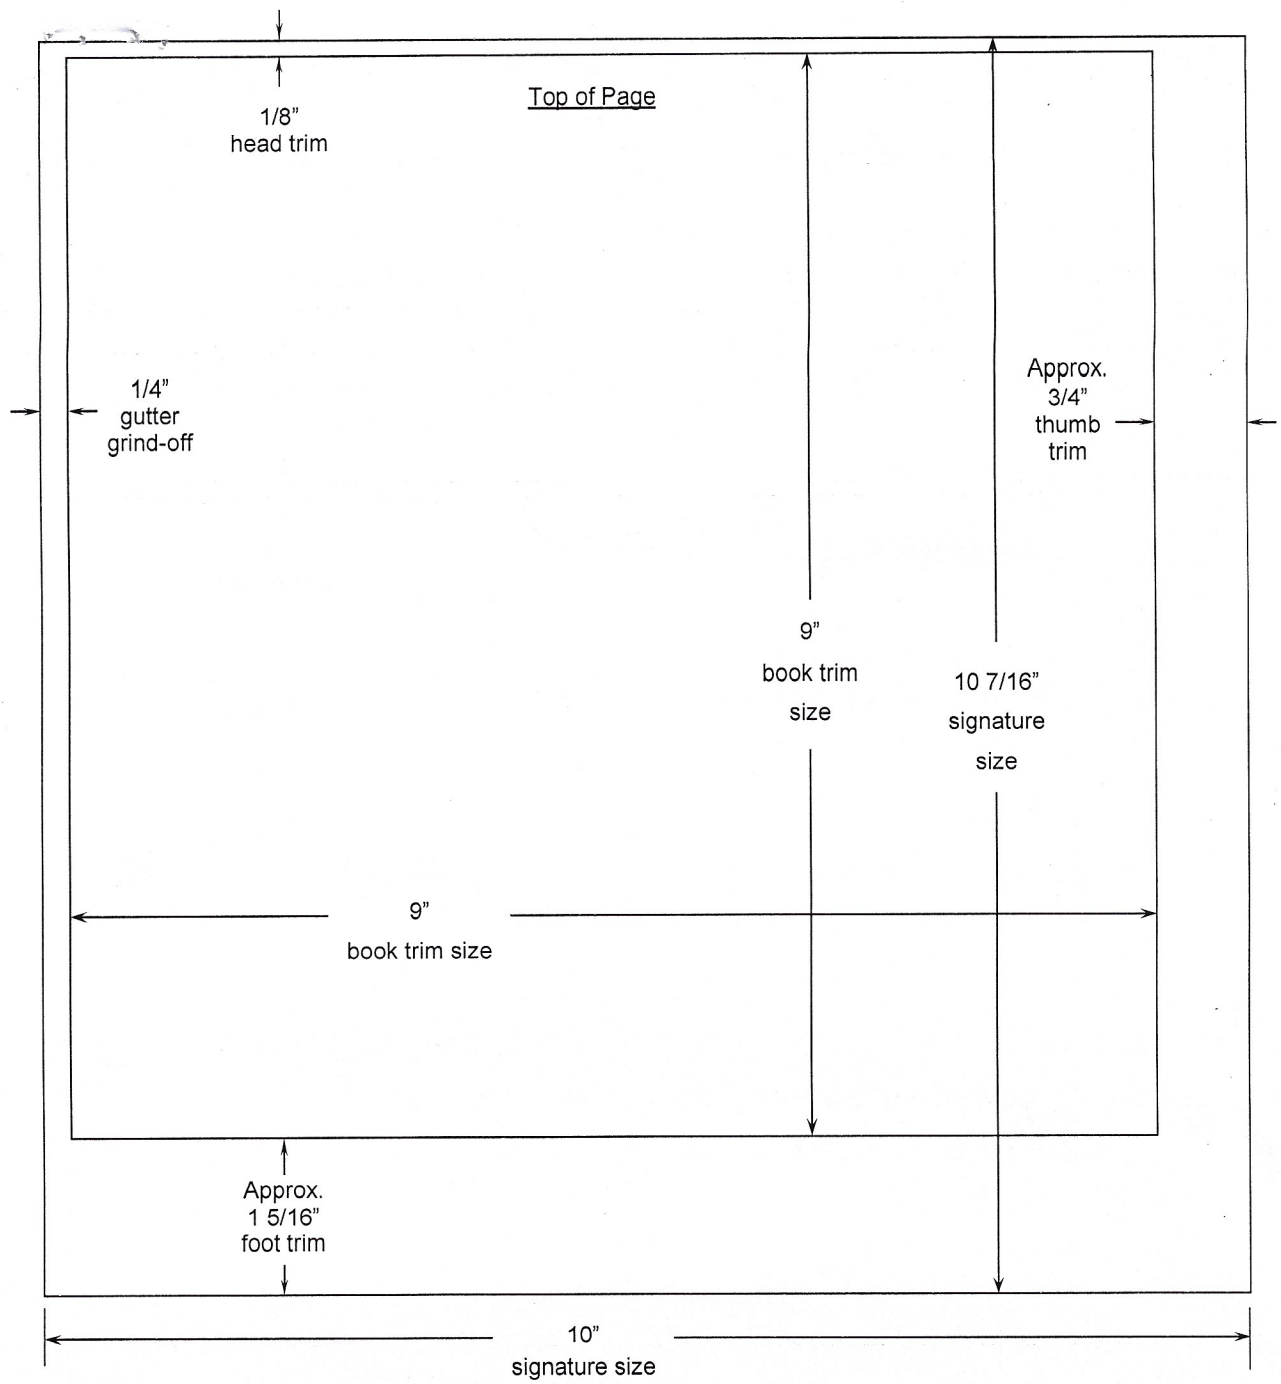 Top of Page
1/8”
head trim
1/4”
gutter
grind-off
Approx.
3/4”
thumb
trim
9”
book trim
size
10 7/16”
signature
size
9”
book trim size
Approx.
1 5/16”
foot trim
10”
signature size